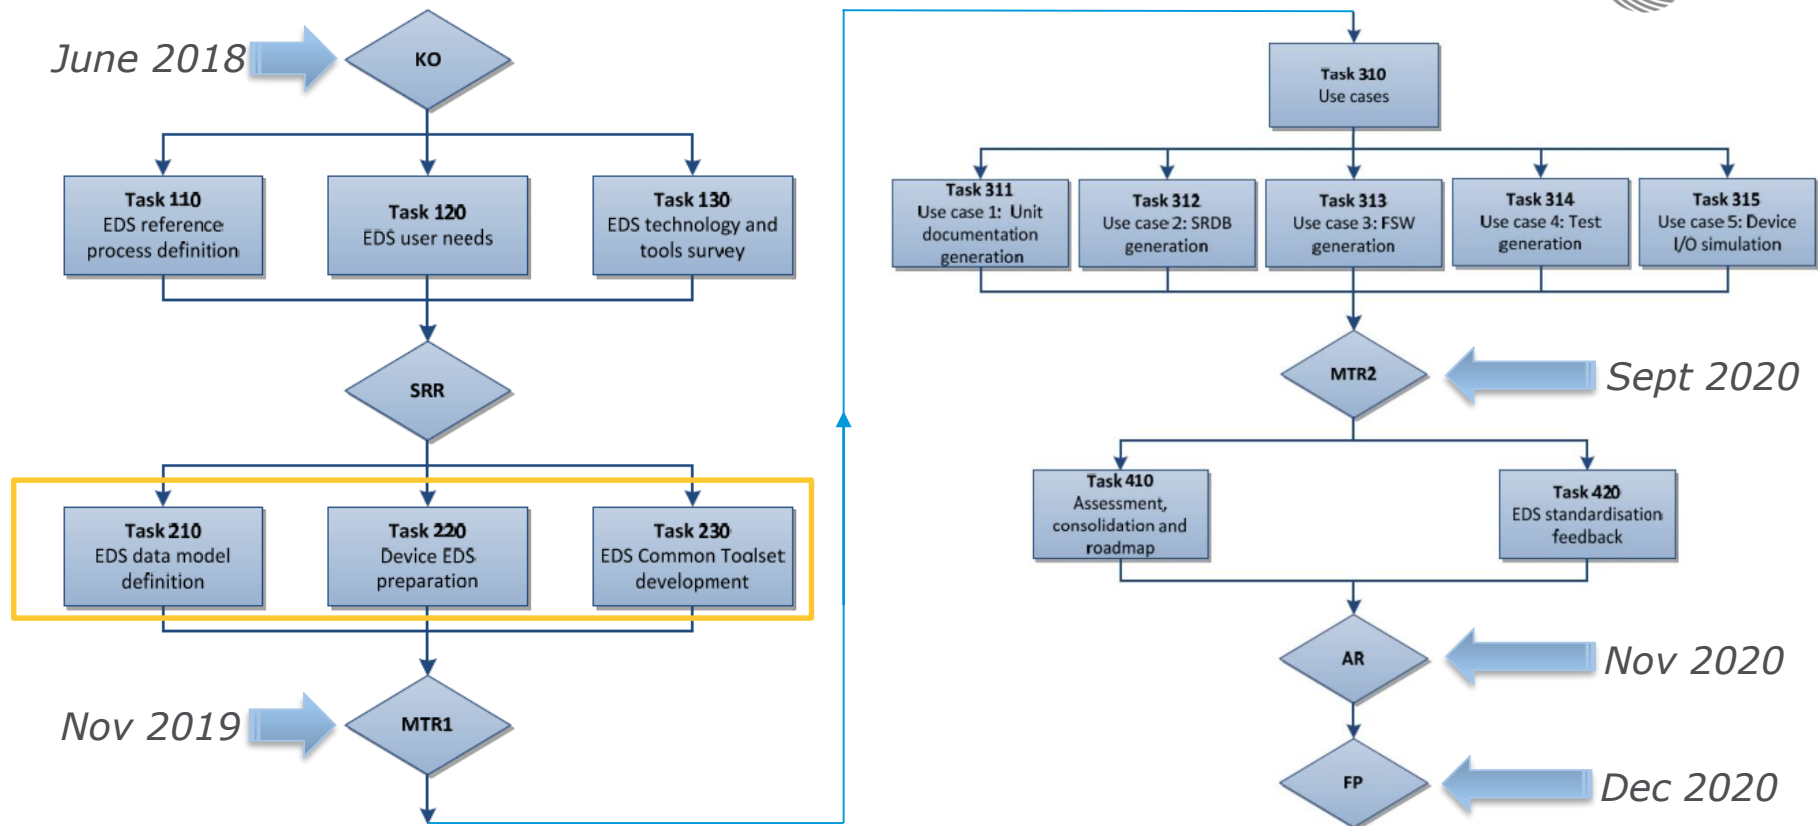 June 2018
KO
Task 110
EDS reference
process definition
Task 120
EDS user needs
Task 130
EDS technology and
tools survey
SRR
Task 210
EDS data model
definition
Task 220
Device EDS
preparation
Task 230
EDS Common Toolset
development
Nov 2019
MTR1
Task 310
Use cases
Task 311
Use case 1: Unit
documentation
generation
Task 312
Use case 2: SRDB
generation
Task 313
Use case 3: FSW
generation
Task 314
Use case 4: Test
generation
Task 315
Use case 5: Device
I/O simulation
MTR2
Sept 2020
Task 410
Assessment,
consolidation and
roadmap
Task 420
EDS standardisation
feedback
AR
Nov 2020
FP
Dec 2020